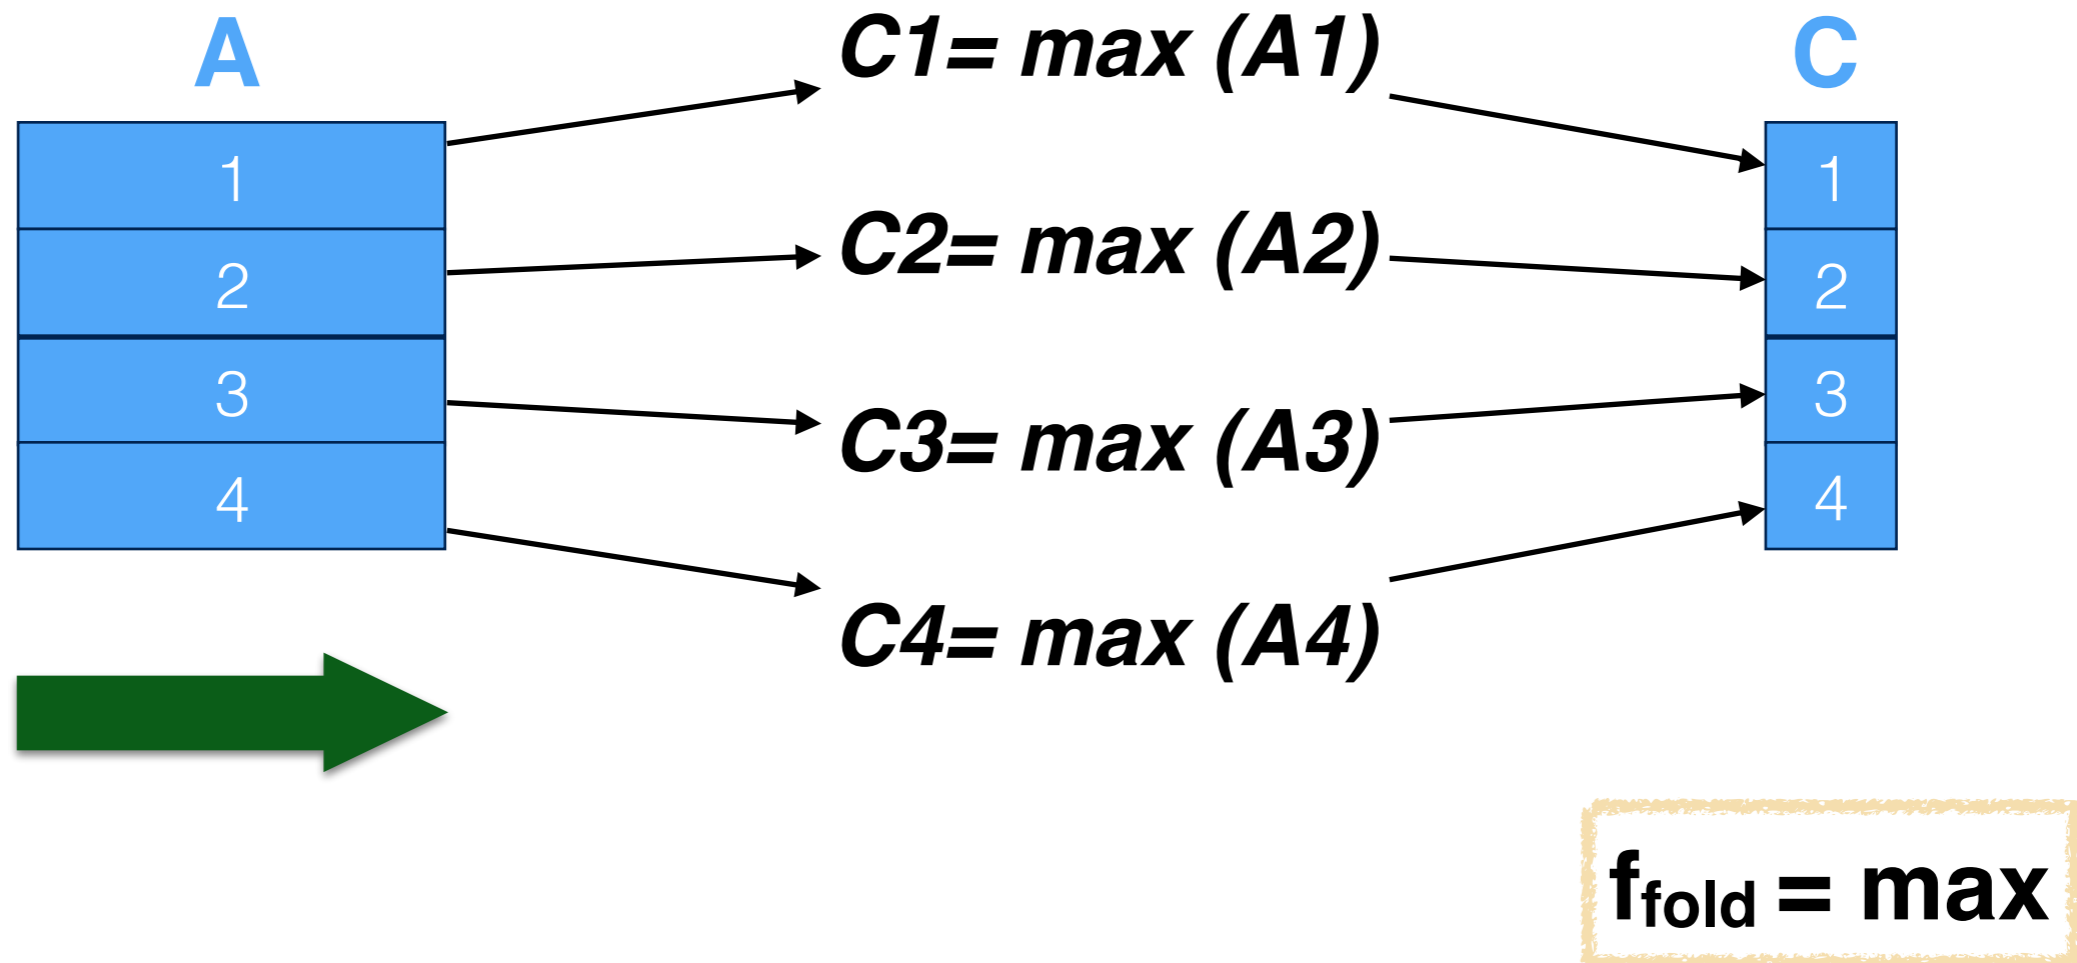 A
1
2
3
4
C1= max (A1)
C2= max (A2)
C3= max (A3)
C4= max (A4)
C
1
2
3
4
ffold = max